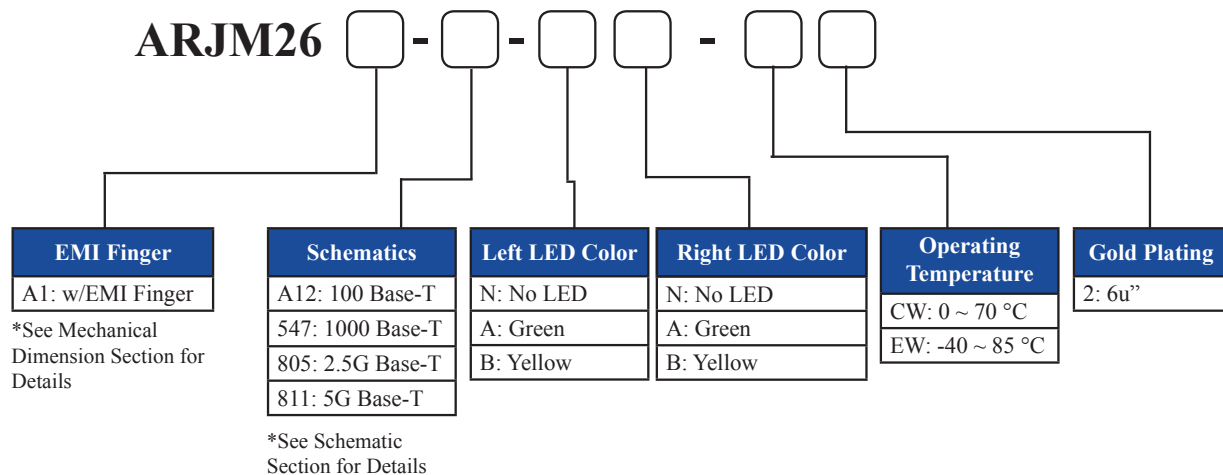 ARJM26 - - -
EMI Finger
A1: w/EMI Finger
*See Mechanical
Dimension Section for
Details
Schematics
A12: 100 Base-T
547: 1000 Base-T
805: 2.5G Base-T
811: 5G Base-T
*See Schematic
Section for Details
Left LED Color
N: No LED
A: Green
B: Yellow
Right LED Color
N: No LED
A: Green
B: Yellow
Operating
Temperature
CW: 0 ~ 70 °C
EW: -40 ~ 85 °C
Gold Plating
2: 6u”